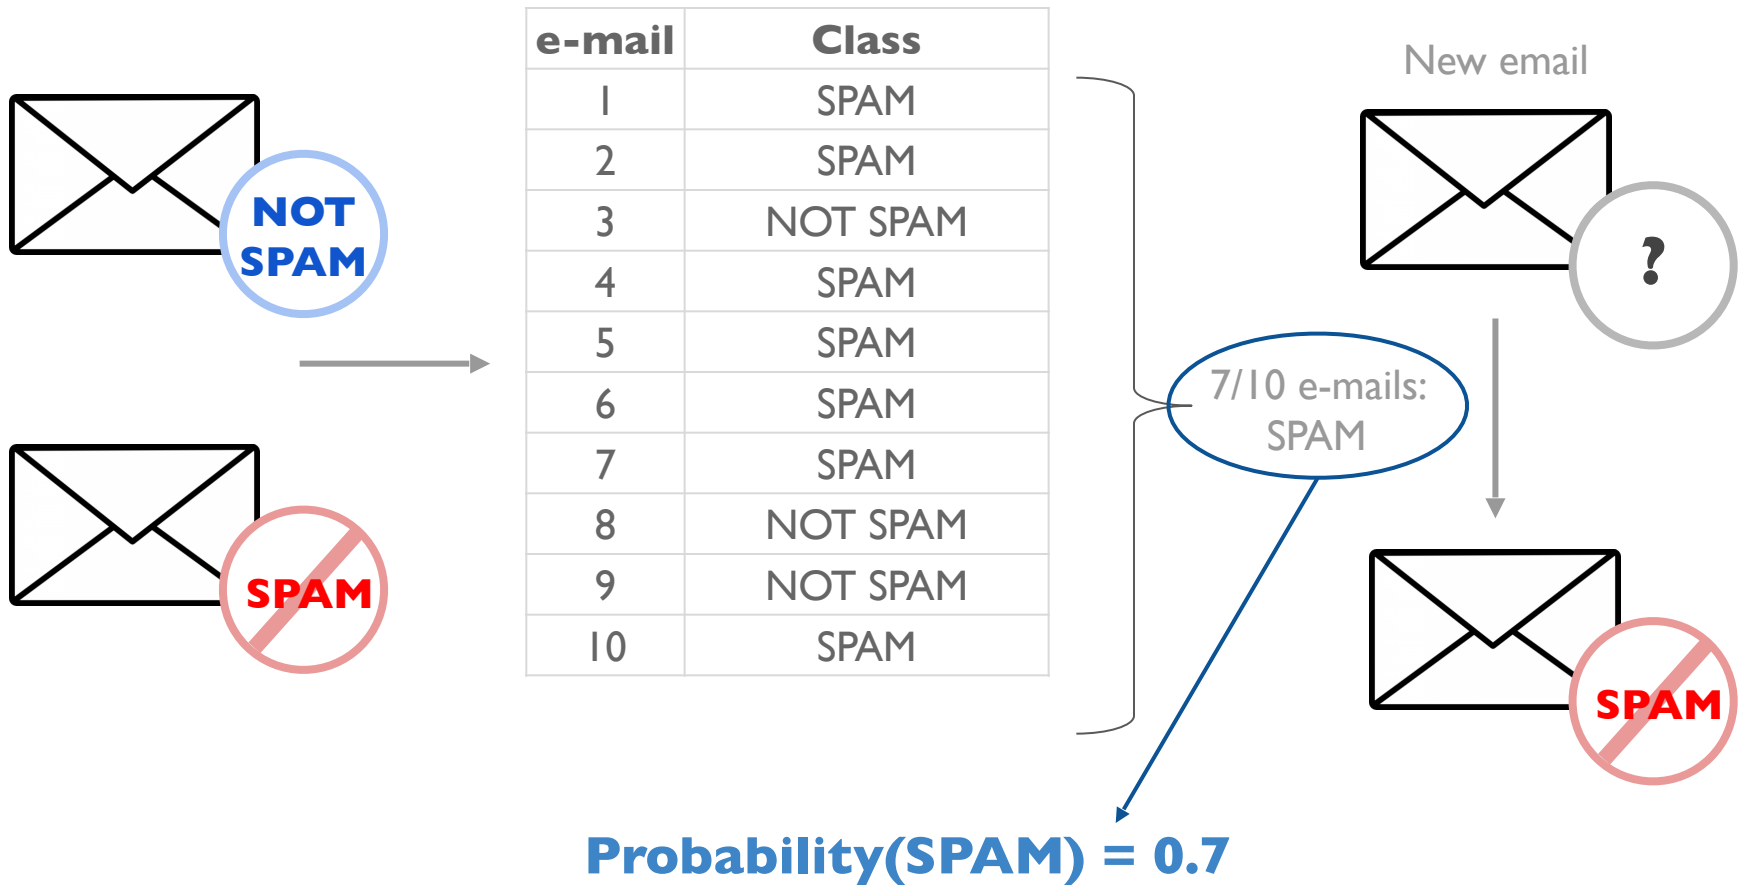 NOT
SPAM
SPAM
e-mail Class
1 SPAM
2 SPAM
3 NOT SPAM
4 SPAM
5 SPAM
6 SPAM
7 SPAM
8 NOT SPAM
9 NOT SPAM
10 SPAM
7/10 e-mails:
SPAM
New email
?
SPAM
Probability(SPAM) = 0.7